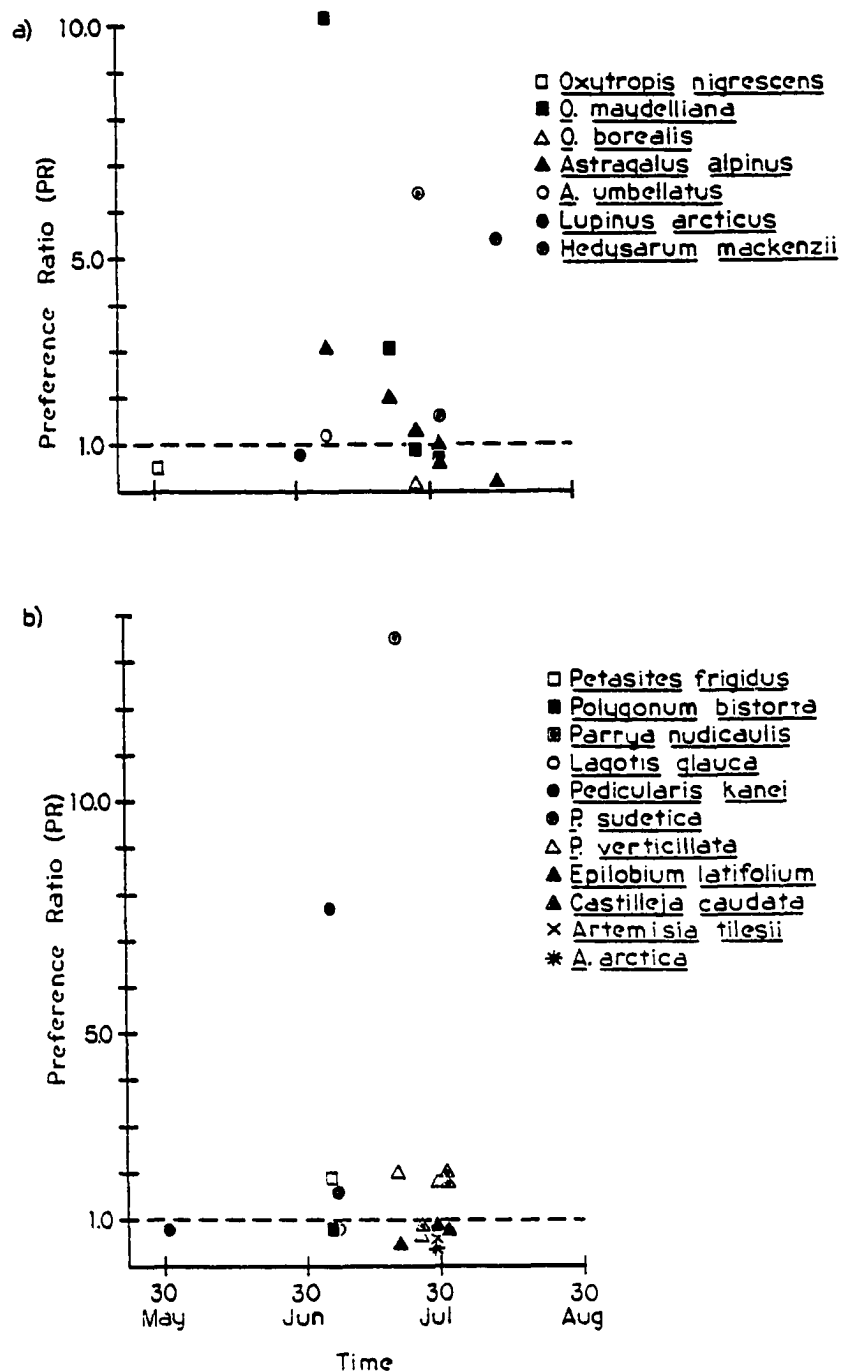 a)
10.0
5.0
1.0
Preference Ratio (PR)
Oxytropis nigrescens
O. maydelliana
O. borealis
Astragalus alpinus
A. umbellatus
Lupinus arcticus
Hedysarum mackenzii
b)
10.0
5.0
1.0
Preference Ratio (PR)
Petasites frigidus
Polygonum bistorta
Parrya nudicaulis
Lagotis glauca
Pedicularis kanei
P. sudetica
P. verticillata
Epilobium latifolium
Castilleja caudata
Artemisia tilesii
A. arctica
30 30 30 30
May Jun Jul Aug
Time